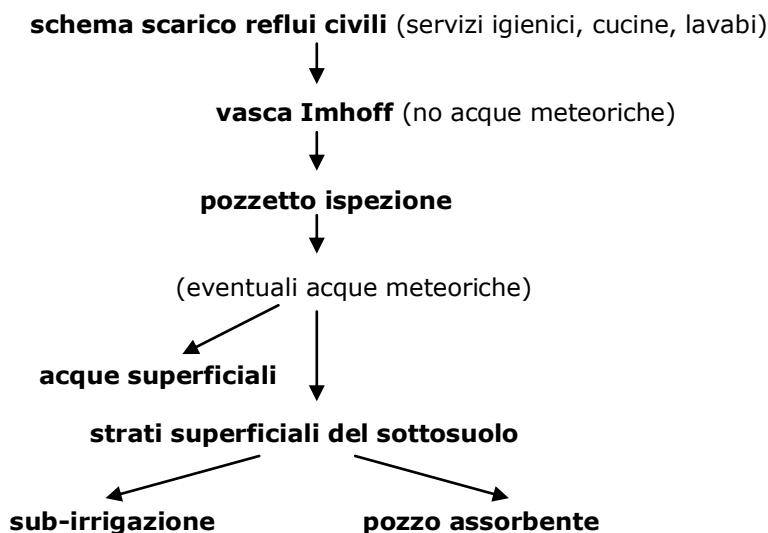 schema scarico reflui civili (servizi igienici, cucine, lavabi)
vasca Imhoff (no acque meteoriche)
pozzetto ispezione
(eventuali acque meteoriche)
acque superficiali
strati superficiali del sottosuolo
sub-irrigazione pozzo assorbente